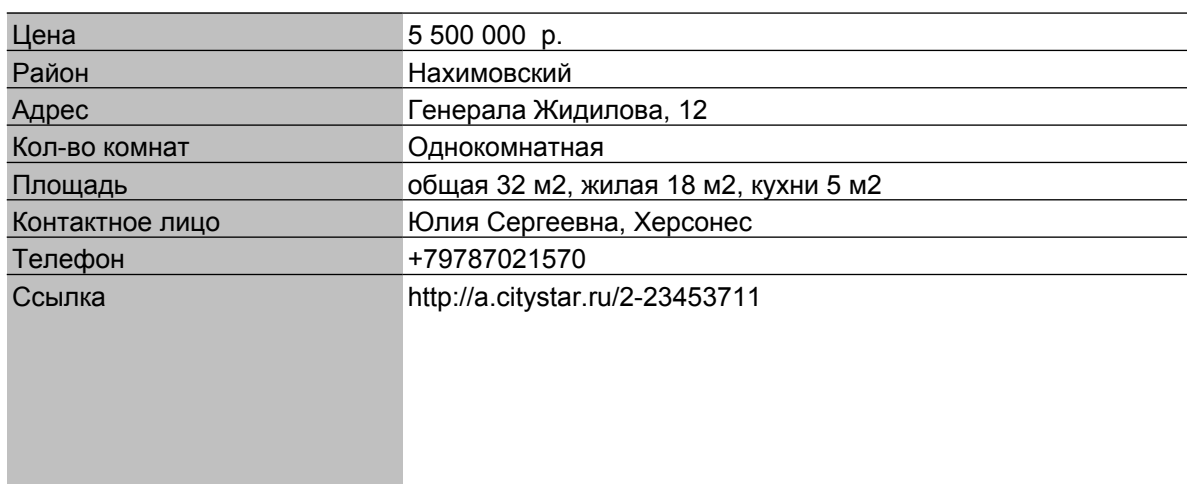 Цена 5 500 000  р.
Район Нахимовский
Адрес Генерала Жидилова, 12
Кол-во комнат Однокомнатная
Площадь общая 32 м2, жилая 18 м2, кухни 5 м2
Контактное лицо Юлия Сергеевна, Херсонес
Телефон +79787021570
Ссылка http://a.citystar.ru/2-23453711